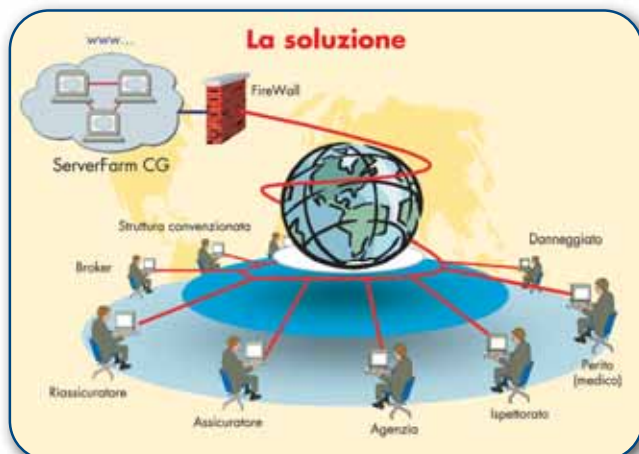 La soluzione
www...
FireWall
ServerFarm CG
Struttura convenzionata
Danneggiato
Broker
Perito
(medico)
Riassicuratore
Ispettorato
Assicuratore
Agenzia